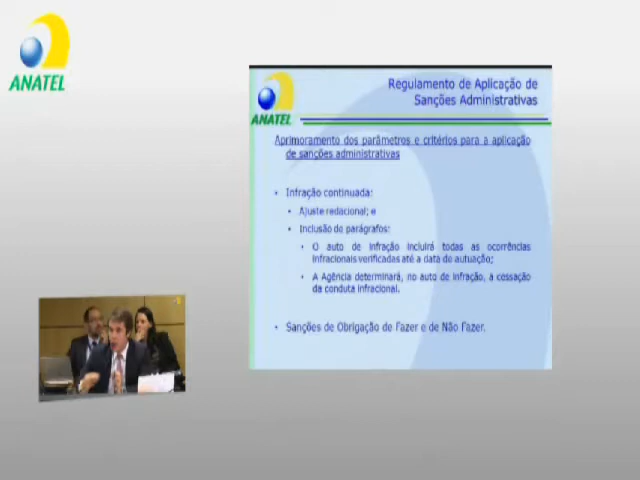 ANATEL
ANATEL
Regulamento de Aplicação de
Sanções Administrativas
Aprimoramento dos parâmetros e critérios para a aplicação
de sanções administrativas
• Infração continuada:
• Ajuste redacional; e
• Inclusão de parágrafos:
• O auto de infração incluirá todas as ocorrências
infracionais verificadas até a data de autuação;
• A Agência determinará, no auto de infração, a cessação
da conduta infracional.
• Sanções de Obrigação de Fazer e de Não Fazer.